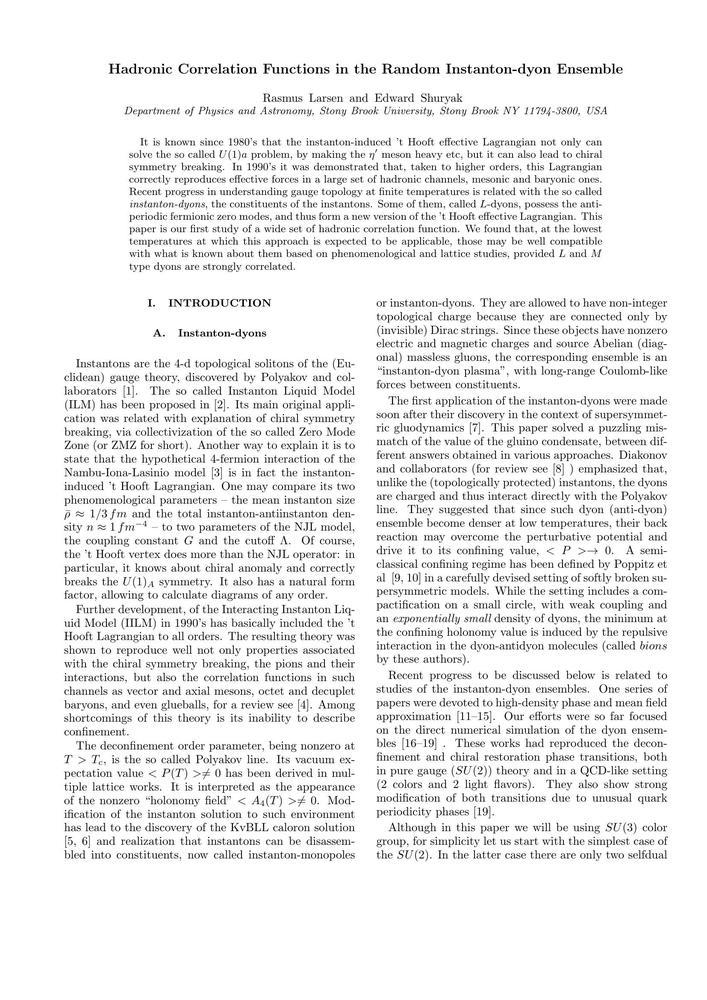 Hadronic Correlation Functions in the Random Instanton-dyon Ensemble
Rasmus Larsen and Edward Shuryak
Department of Physics and Astronomy, Stony Brook University, Stony Brook NY 11794-3800, USA
It is known since 1980's that the instanton-induced 't Hooft effective Lagrangian not only can
solve the so called U(1)a problem, by making the η′ meson heavy etc, but it can also lead to chiral
symmetry breaking. In 1990's it was demonstrated that, taken to higher orders, this Lagrangian
correctly reproduces effective forces in a large set of hadronic channels, mesonic and baryonic ones.
Recent progress in understanding gauge topology at finite temperatures is related with the so called
instanton-dyons, the constituents of the instantons. Some of them, called L-dyons, possess the anti-
periodic fermionic zero modes, and thus form a new version of the 't Hooft effective Lagrangian. This
paper is our first study of a wide set of hadronic correlation function. We found that, at the lowest
temperatures at which this approach is expected to be applicable, those may be well compatible
with what is known about them based on phenomenological and lattice studies, provided L and M
type dyons are strongly correlated.
I. INTRODUCTION
A. Instanton-dyons
Instantons are the 4-d topological solitons of the (Eu-
clidean) gauge theory, discovered by Polyakov and col-
laborators [1]. The so called Instanton Liquid Model
(ILM) has been proposed in [2]. Its main original appli-
cation was related with explanation of chiral symmetry
breaking, via collectivization of the so called Zero Mode
Zone (or ZMZ for short). Another way to explain it is to
state that the hypothetical 4-fermion interaction of the
Nambu-Iona-Lasinio model [3] is in fact the instanton-
induced 't Hooft Lagrangian. One may compare its two
phenomenological parameters – the mean instanton size
ρ̄ ≈ 1/3 fm and the total instanton-antiinstanton den-
sity n ≈ 1 fm⁻⁴ – to two parameters of the NJL model,
the coupling constant G and the cutoff Λ. Of course,
the 't Hooft vertex does more than the NJL operator: in
particular, it knows about chiral anomaly and correctly
breaks the U(1)_A symmetry. It also has a natural form
factor, allowing to calculate diagrams of any order.
Further development, of the Interacting Instanton Liq-
uid Model (IILM) in 1990's has basically included the 't
Hooft Lagrangian to all orders. The resulting theory was
shown to reproduce well not only properties associated
with the chiral symmetry breaking, the pions and their
interactions, but also the correlation functions in such
channels as vector and axial mesons, octet and decuplet
baryons, and even glueballs, for a review see [4]. Among
shortcomings of this theory is its inability to describe
confinement.
The deconfinement order parameter, being nonzero at
T > T_c, is the so called Polyakov line. Its vacuum ex-
pectation value < P(T) >≠ 0 has been derived in mul-
tiple lattice works. It is interpreted as the appearance
of the nonzero “holonomy field” < A₄(T) >≠ 0. Mod-
ification of the instanton solution to such environment
has lead to the discovery of the KvBLL caloron solution
[5, 6] and realization that instantons can be disassem-
bled into constituents, now called instanton-monopoles
or instanton-dyons. They are allowed to have non-integer
topological charge because they are connected only by
(invisible) Dirac strings. Since these objects have nonzero
electric and magnetic charges and source Abelian (diag-
onal) massless gluons, the corresponding ensemble is an
“instanton-dyon plasma”, with long-range Coulomb-like
forces between constituents.
The first application of the instanton-dyons were made
soon after their discovery in the context of supersymmet-
ric gluodynamics [7]. This paper solved a puzzling mis-
match of the value of the gluino condensate, between dif-
ferent answers obtained in various approaches. Diakonov
and collaborators (for review see [8] ) emphasized that,
unlike the (topologically protected) instantons, the dyons
are charged and thus interact directly with the Polyakov
line. They suggested that since such dyon (anti-dyon)
ensemble become denser at low temperatures, their back
reaction may overcome the perturbative potential and
drive it to its confining value, < P >→ 0. A semi-
classical confining regime has been defined by Poppitz et
al [9, 10] in a carefully devised setting of softly broken su-
persymmetric models. While the setting includes a com-
pactification on a small circle, with weak coupling and
an exponentially small density of dyons, the minimum at
the confining holonomy value is induced by the repulsive
interaction in the dyon-antidyon molecules (called bions
by these authors).
Recent progress to be discussed below is related to
studies of the instanton-dyon ensembles. One series of
papers were devoted to high-density phase and mean field
approximation [11–15]. Our efforts were so far focused
on the direct numerical simulation of the dyon ensem-
bles [16–19] . These works had reproduced the decon-
finement and chiral restoration phase transitions, both
in pure gauge (SU(2)) theory and in a QCD-like setting
(2 colors and 2 light flavors). They also show strong
modification of both transitions due to unusual quark
periodicity phases [19].
Although in this paper we will be using SU(3) color
group, for simplicity let us start with the simplest case of
the SU(2). In the latter case there are only two selfdual